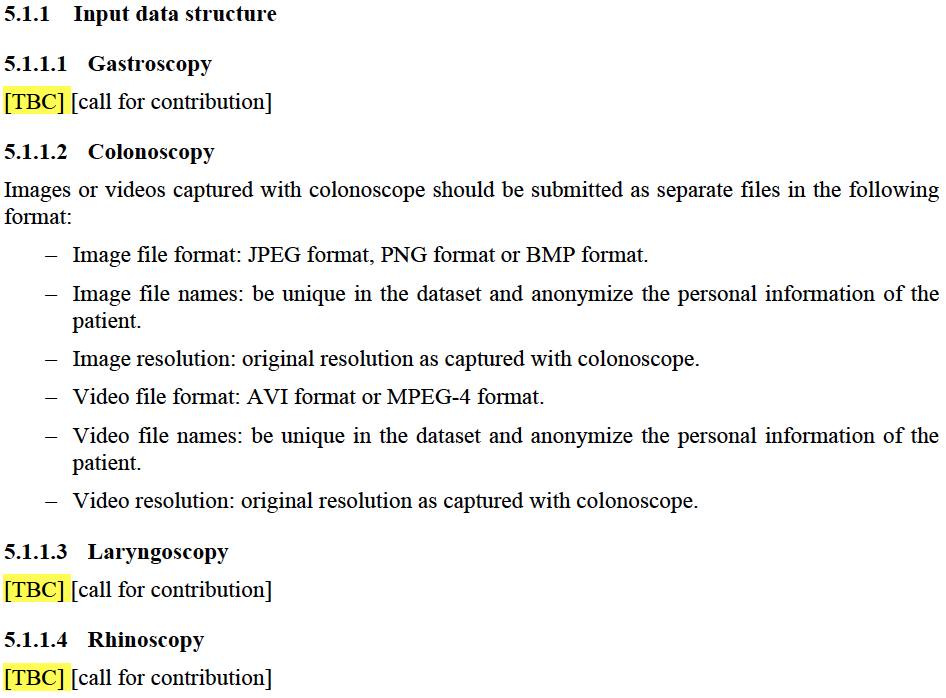 5.1.1 Input data structure
5.1.1.1 Gastroscopy
[TBC] [call for contribution]
5.1.1.2 Colonoscopy
Images or videos captured with colonoscope should be submitted as separate files in the following
format:
– Image file format: JPEG format, PNG format or BMP format.
– Image file names: be unique in the dataset and anonymize the personal information of the
patient.
– Image resolution: original resolution as captured with colonoscope.
– Video file format: AVI format or MPEG-4 format.
– Video file names: be unique in the dataset and anonymize the personal information of the
patient.
– Video resolution: original resolution as captured with colonoscope.
5.1.1.3 Laryngoscopy
[TBC] [call for contribution]
5.1.1.4 Rhinoscopy
[TBC] [call for contribution]